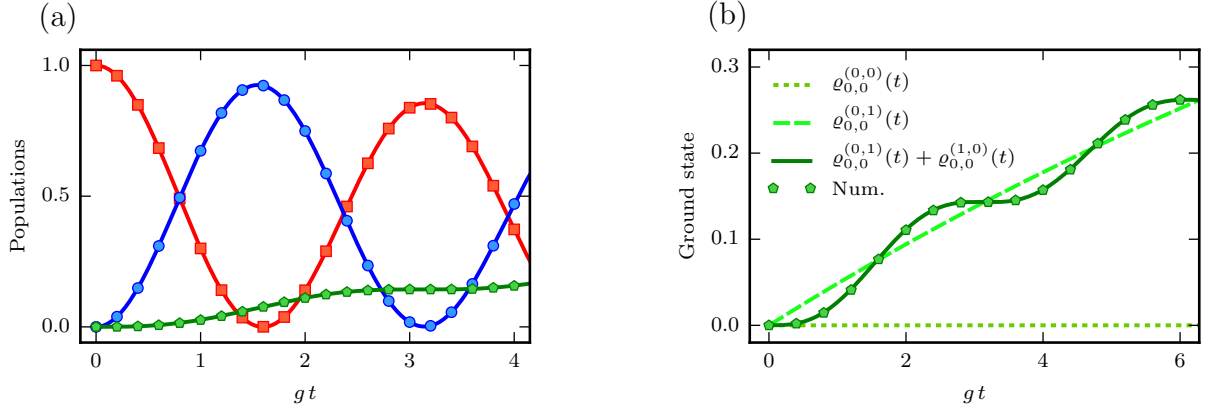 (a)
Populations
1.0
0.5
0.0
0 1 2 3 4
g t
(b)
Ground state
0.3
0.2
0.1
0.0
ϱ_{0,0}^{(0,0)}(t)
ϱ_{0,0}^{(0,1)}(t)
ϱ_{0,0}^{(0,1)}(t) + ϱ_{0,0}^{(1,0)}(t)
Num.
0 2 4 6
g t